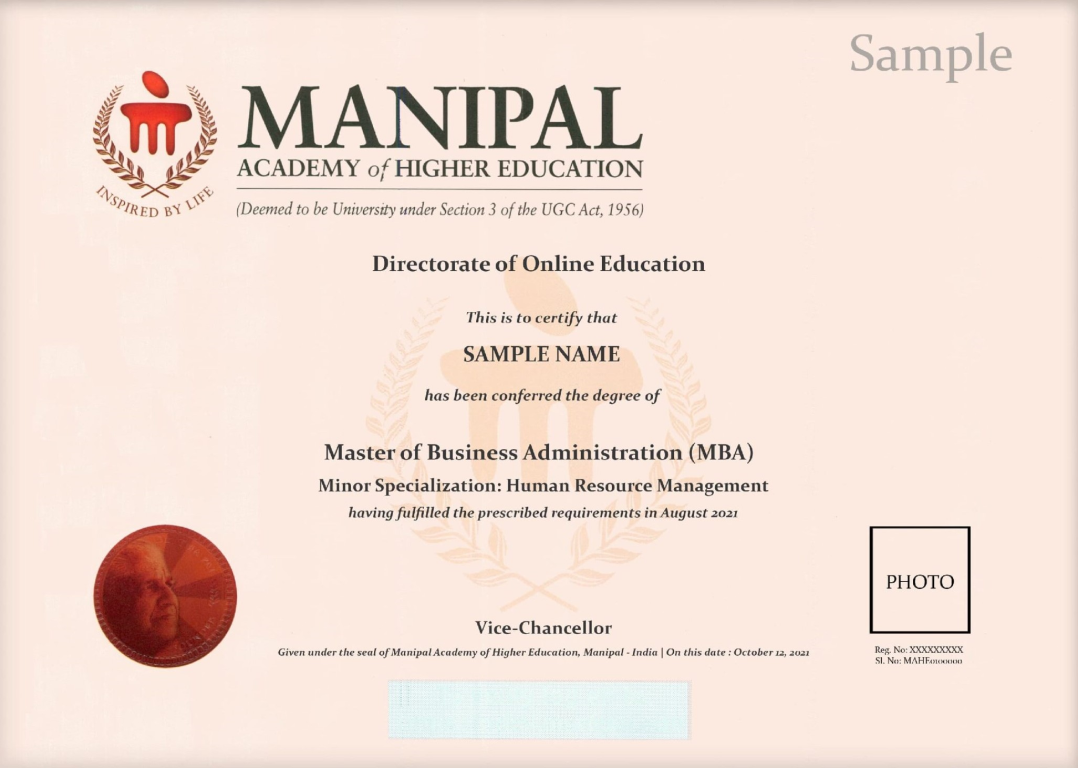 Sample
MANIPAL
ACADEMY of HIGHER EDUCATION
INSPIRED BY LIFE
(Deemed to be University under Section 3 of the UGC Act, 1956)
Directorate of Online Education
This is to certify that
SAMPLE NAME
has been conferred the degree of
Master of Business Administration (MBA)
Minor Specialization: Human Resource Management
having fulfilled the prescribed requirements in August 2021
PHOTO
Vice-Chancellor
Given under the seal of Manipal Academy of Higher Education, Manipal - India | On this date : October 12, 2021
Reg. No: XXXXXXXXX
Sl. No: MAHE0100000